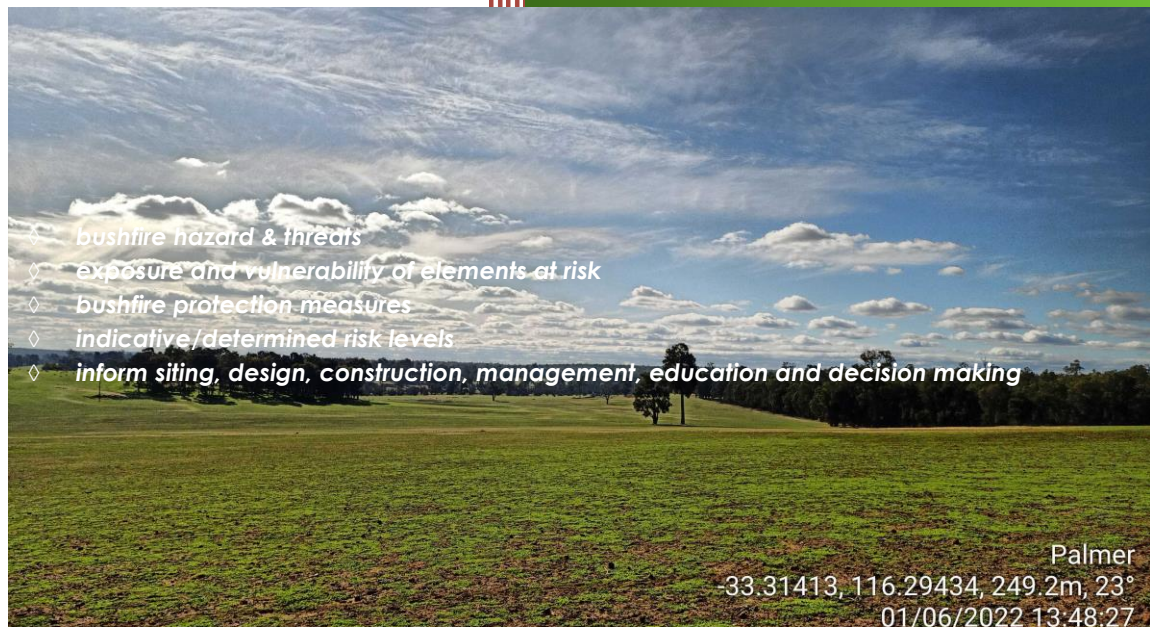 ◊ bushfire hazard & threats
◊ exposure and vulnerability of elements at risk
◊ bushfire protection measures
◊ indicative/determined risk levels
◊ inform siting, design, construction, management, education and decision making
Palmer
-33.31413, 116.29434, 249.2m, 23°
01/06/2022 13:48:27